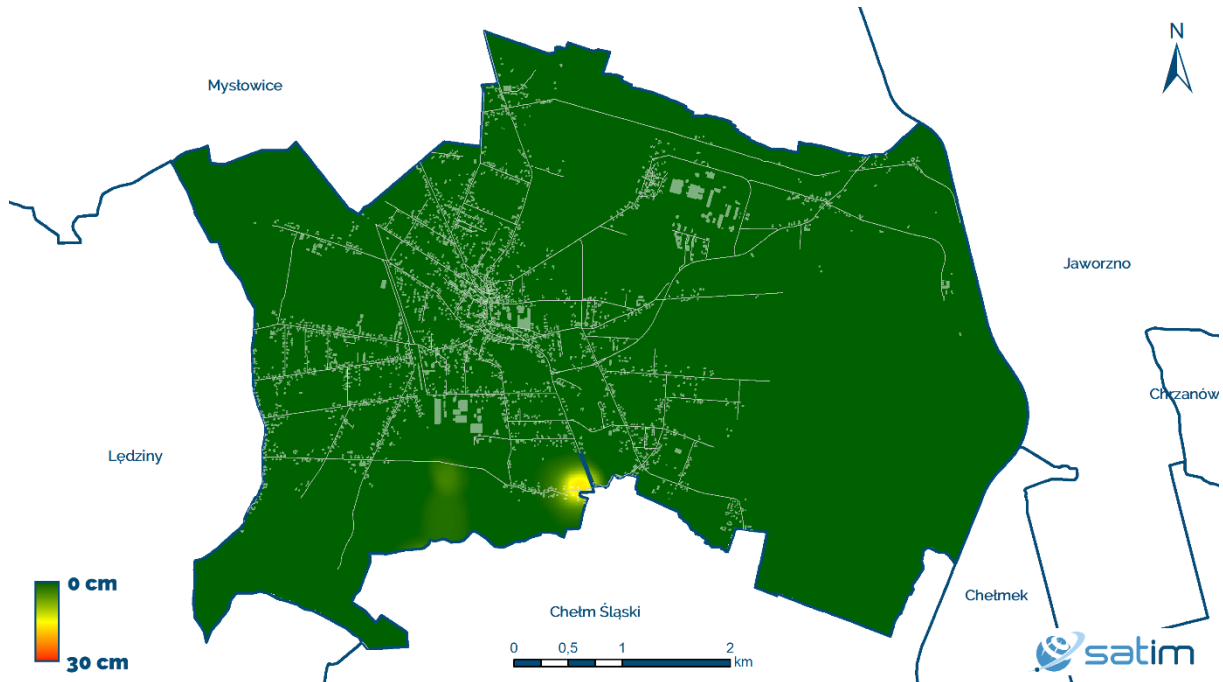 Mysłowice
N
Jaworzno
Chrzanów
Lędziny
0 cm
30 cm
Chełm Śląski
Chełmek
0 0,5 1 2
km
satim